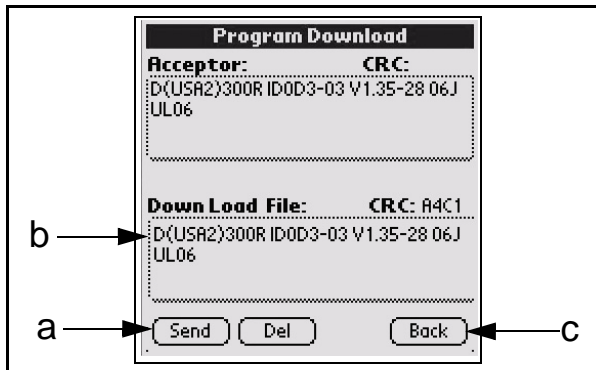 Program Download
Acceptor: CRC:
D(USA2)300R ID0D3-03 V1.35-28 06J
UL06
Down Load File: CRC: A4C1
b
D(USA2)300R ID0D3-03 V1.35-28 06J
UL06
a Send Del Back c